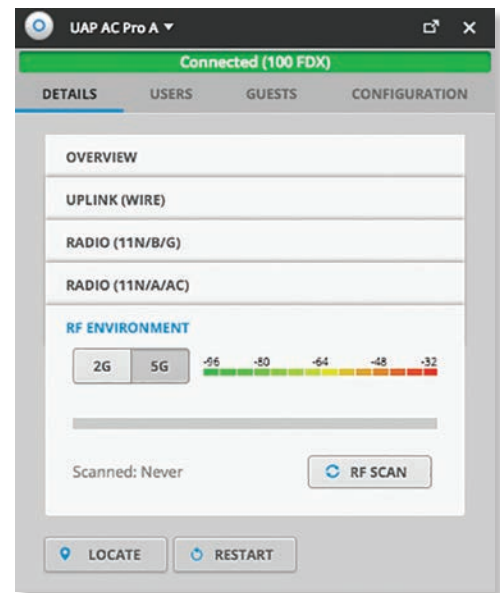 UAP AC Pro A
Connected (100 FDX)
DETAILS USERS GUESTS CONFIGURATION
OVERVIEW
UPLINK (WIRE)
RADIO (11N/B/G)
RADIO (11N/A/AC)
RF ENVIRONMENT
2G 5G -96 -80 -64 -48 -32
Scanned: Never RF SCAN
LOCATE RESTART